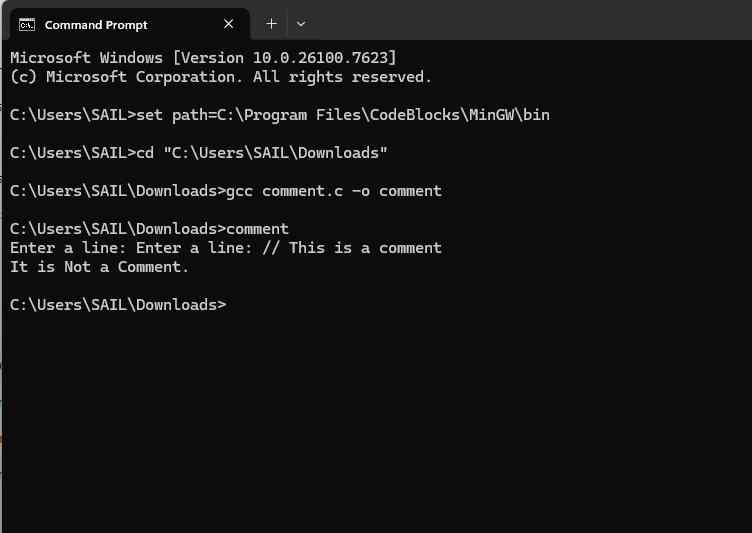 Command Prompt
Microsoft Windows [Version 10.0.26100.7623]
(c) Microsoft Corporation. All rights reserved.
C:\Users\SAIL>set path=C:\Program Files\CodeBlocks\MinGW\bin
C:\Users\SAIL>cd "C:\Users\SAIL\Downloads"
C:\Users\SAIL\Downloads>gcc comment.c -o comment
C:\Users\SAIL\Downloads>comment
Enter a line: Enter a line: // This is a comment
It is Not a Comment.
C:\Users\SAIL\Downloads>